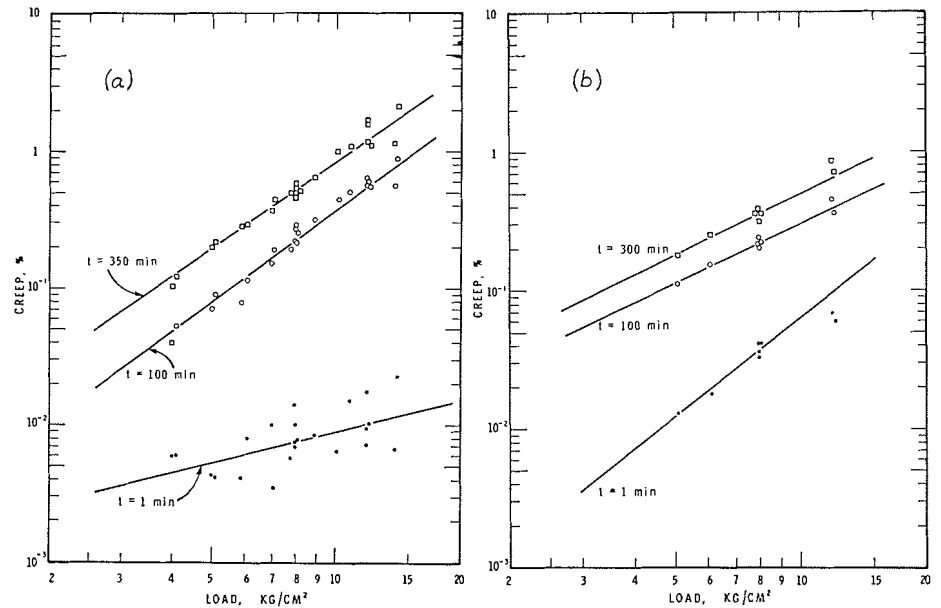 (a)
10
1
10⁻¹
10⁻²
10⁻³
CREEP, %
t = 350 min
t = 100 min
t = 1 min
2 3 4 5 6 7 8 9 10 15 20
LOAD, KG/CM²
(b)
10
1
10⁻¹
10⁻²
10⁻³
CREEP, %
t = 300 min
t = 100 min
t = 1 min
2 3 4 5 6 7 8 9 10 15 20
LOAD, KG/CM²